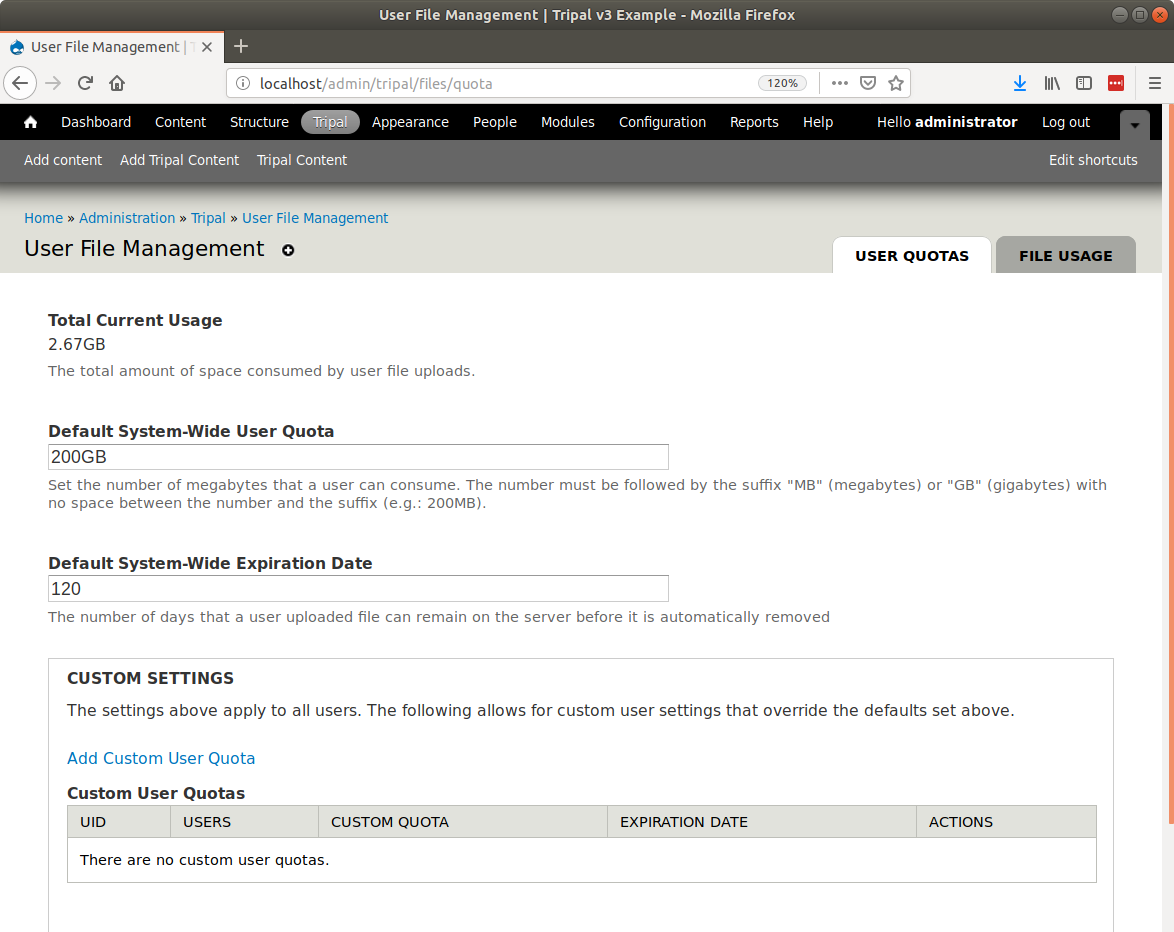 User File Management | Tripal v3 Example - Mozilla Firefox
User File Management |
localhost/admin/tripal/files/quota 120%
Dashboard Content Structure Tripal Appearance People Modules Configuration Reports Help Hello administrator Log out
Add content Add Tripal Content Tripal Content Edit shortcuts
Home » Administration » Tripal » User File Management
User File Management
USER QUOTAS FILE USAGE
Total Current Usage
2.67GB
The total amount of space consumed by user file uploads.
Default System-Wide User Quota
200GB
Set the number of megabytes that a user can consume. The number must be followed by the suffix "MB" (megabytes) or "GB" (gigabytes) with
no space between the number and the suffix (e.g.: 200MB).
Default System-Wide Expiration Date
120
The number of days that a user uploaded file can remain on the server before it is automatically removed
CUSTOM SETTINGS
The settings above apply to all users. The following allows for custom user settings that override the defaults set above.
Add Custom User Quota
Custom User Quotas
UID USERS CUSTOM QUOTA EXPIRATION DATE ACTIONS
There are no custom user quotas.